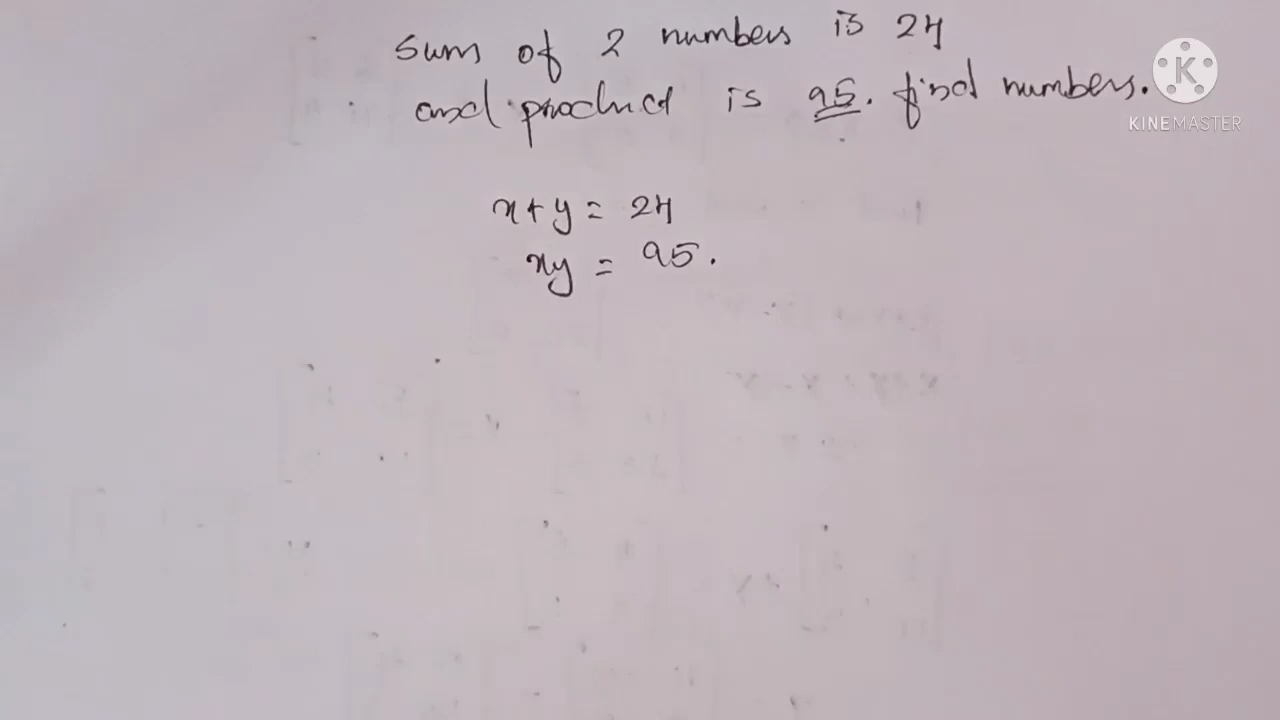 Sum of 2 numbers is 24
and product is 95. find numbers.
K
KINEMASTER
x+y = 24
xy = 95.